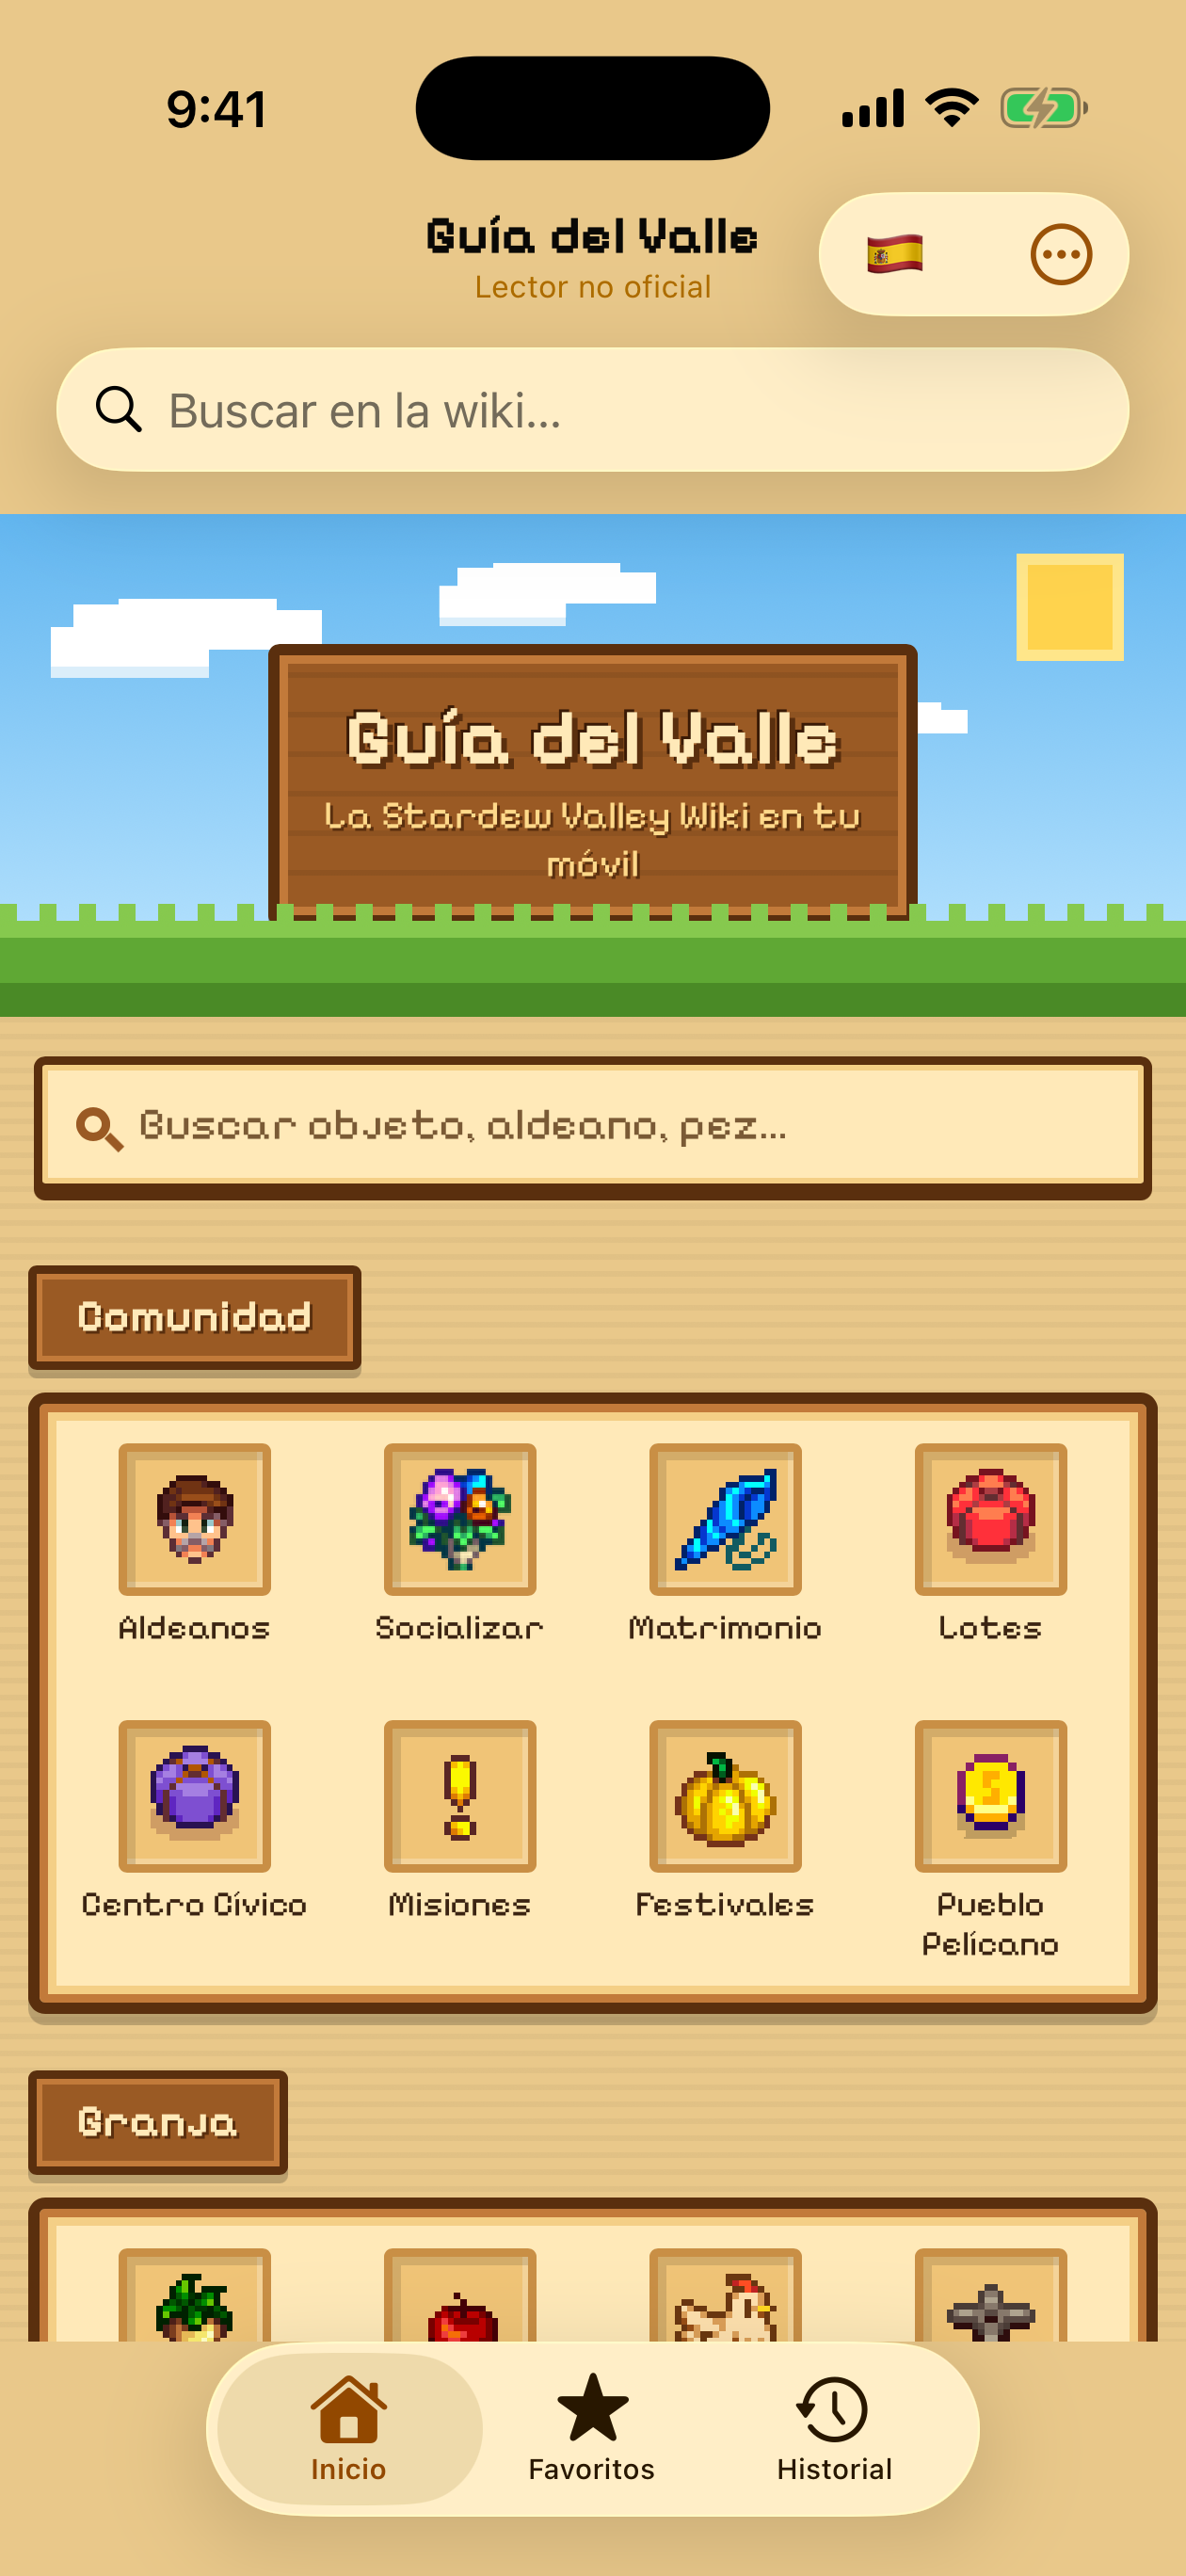 9:41
Guía del Valle
Lector no oficial
Buscar en la wiki...
Guía del Valle
La Stardew Valley Wiki en tu
móvil
Buscar objeto, aldeano, pez...
Comunidad
Aldeanos
Socializar
Matrimonio
Lotes
Centro Cívico
Misiones
Festivales
Pueblo
Pelícano
Granja
Inicio
Favoritos
Historial